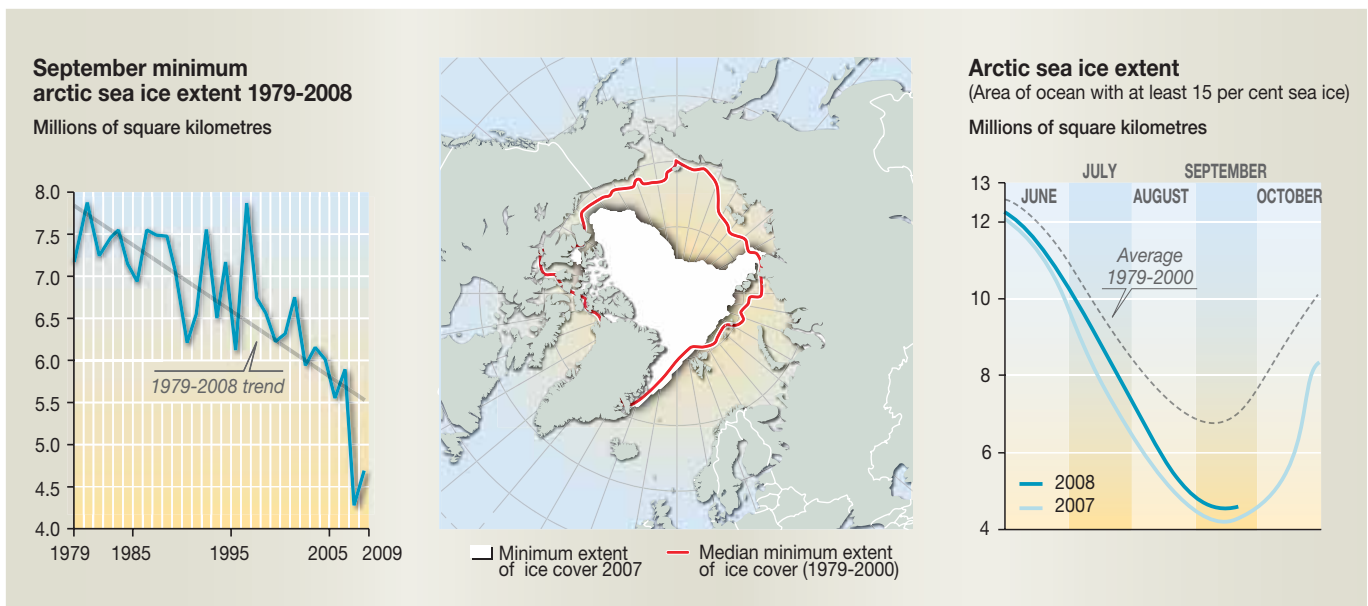 September minimum
arctic sea ice extent 1979-2008
Millions of square kilometres
8.0
7.5
7.0
6.5
6.0
5.5
5.0
4.5
4.0
1979-2008 trend
1979 1985 1995 2005 2009
Minimum extent
of ice cover 2007
Median minimum extent
of ice cover (1979-2000)
Arctic sea ice extent
(Area of ocean with at least 15 per cent sea ice)
Millions of square kilometres
JULY SEPTEMBER
JUNE AUGUST OCTOBER
13
12
10
8
6
4
Average
1979-2000
2008
2007